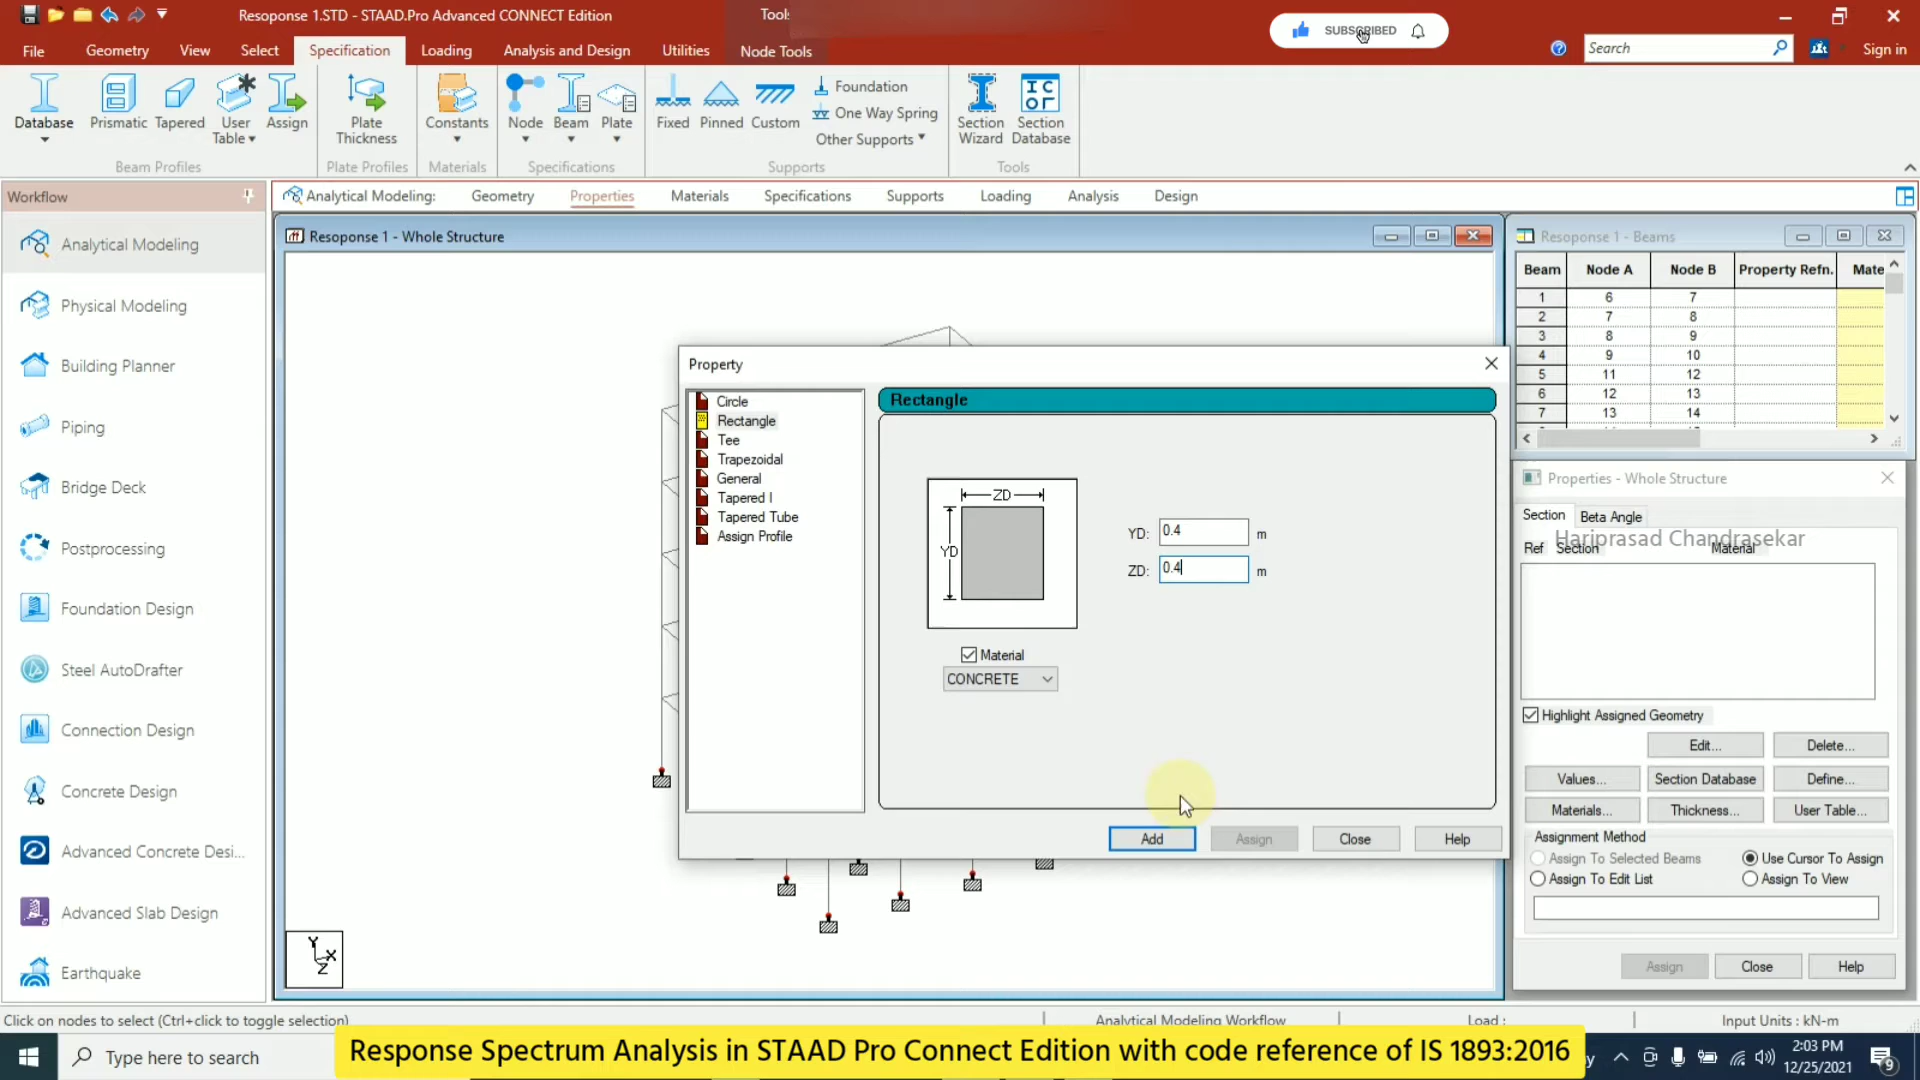 Resoponse 1.STD - STAAD.Pro Advanced CONNECT Edition
SUBSCRIBED
File
Geometry
View
Select
Specification
Loading
Analysis and Design
Utilities
Node Tools
Search
Sign in
Database
Prismatic
Tapered
User Table
Assign
Plate Thickness
Constants
Node
Beam
Plate
Fixed
Pinned
Custom
Foundation
One Way Spring
Other Supports
Section Wizard
Section Database
Beam Profiles
Plate Profiles
Materials
Specifications
Supports
Tools
Workflow
Analytical Modeling:
Geometry
Properties
Materials
Specifications
Supports
Loading
Analysis
Design
Analytical Modeling
Physical Modeling
Building Planner
Piping
Bridge Deck
Postprocessing
Foundation Design
Steel AutoDrafter
Connection Design
Concrete Design
Advanced Concrete Desi...
Advanced Slab Design
Earthquake
Resoponse 1 - Whole Structure
Property
Circle
Rectangle
Tee
Trapezoidal
General
Tapered I
Tapered Tube
Assign Profile
Rectangle
ZD
YD
YD: 0.4 m
ZD: 0.4 m
Material
CONCRETE
Add
Assign
Close
Help
Y
X
Z
Resoponse 1 - Beams
Beam Node A Node B Property Refn. Mate
1 6 7
2 7 8
3 8 9
4 9 10
5 11 12
6 12 13
7 13 14
Properties - Whole Structure
Section
Beta Angle
Hariprasad Chandrasekar
Ref Section Material
Highlight Assigned Geometry
Edit...
Delete...
Values...
Section Database
Define...
Materials...
Thickness...
User Table...
Assignment Method
Assign To Selected Beams
Use Cursor To Assign
Assign To Edit List
Assign To View
Assign
Close
Help
Click on nodes to select (Ctrl+click to toggle selection)
Analytical Modeling Workflow
Load :
Input Units : kN-m
Type here to search
Response Spectrum Analysis in STAAD Pro Connect Edition with code reference of IS 1893:2016
2:03 PM
12/25/2021
9